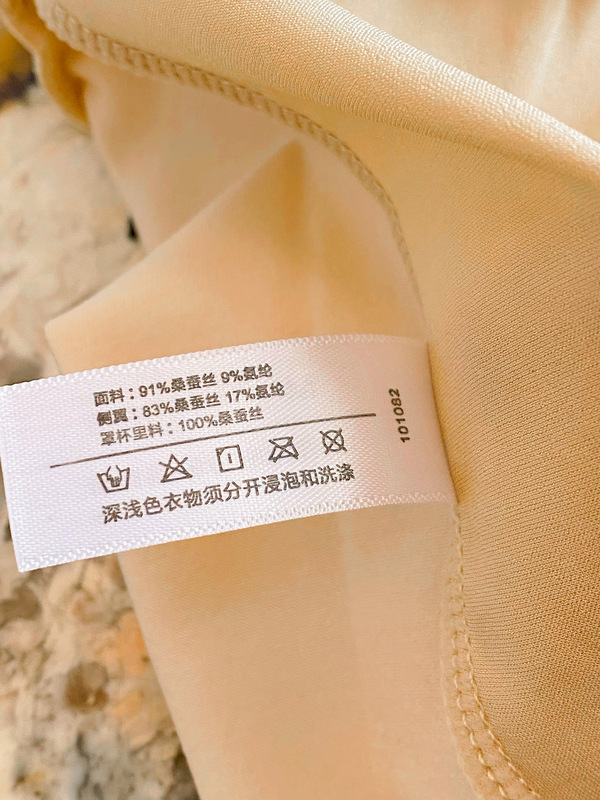 面料：91%桑蚕丝 9%氨纶
侧翼：83%桑蚕丝 17%氨纶
罩杯里料：100%桑蚕丝
深浅色衣物须分开浸泡和洗涤
101082